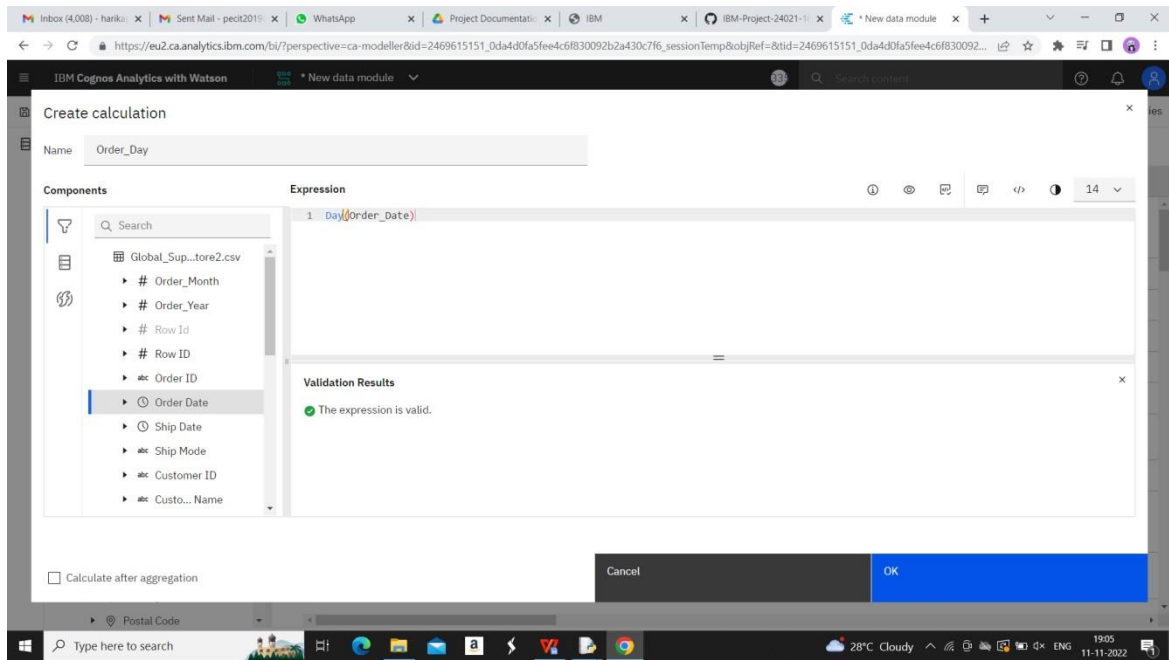 Inbox (4,008) - harika
Sent Mail - pecit2019
WhatsApp
Project Documentatio
IBM
IBM-Project-24021-1
* New data module
https://eu2.ca.analytics.ibm.com/bi/?perspective=ca-modeller&id=2469615151_0da4d0fa5fee4c6f830092b2a430c7f6_sessionTemp&objRef=&tid=2469615151_0da4d0fa5fee4c6f830092...
IBM Cognos Analytics with Watson
* New data module
Search content
ies
Create calculation
Name
Order_Day
Components
Expression
14
Search
1 Day(Order_Date)
Global_Sup...tore2.csv
# Order_Month
# Order_Year
# Row Id
# Row ID
abc Order ID
Order Date
Ship Date
abc Ship Mode
abc Customer ID
abc Custo... Name
Validation Results
The expression is valid.
Calculate after aggregation
Cancel
OK
Postal Code
Type here to search
28°C Cloudy
ENG
19:05
11-11-2022